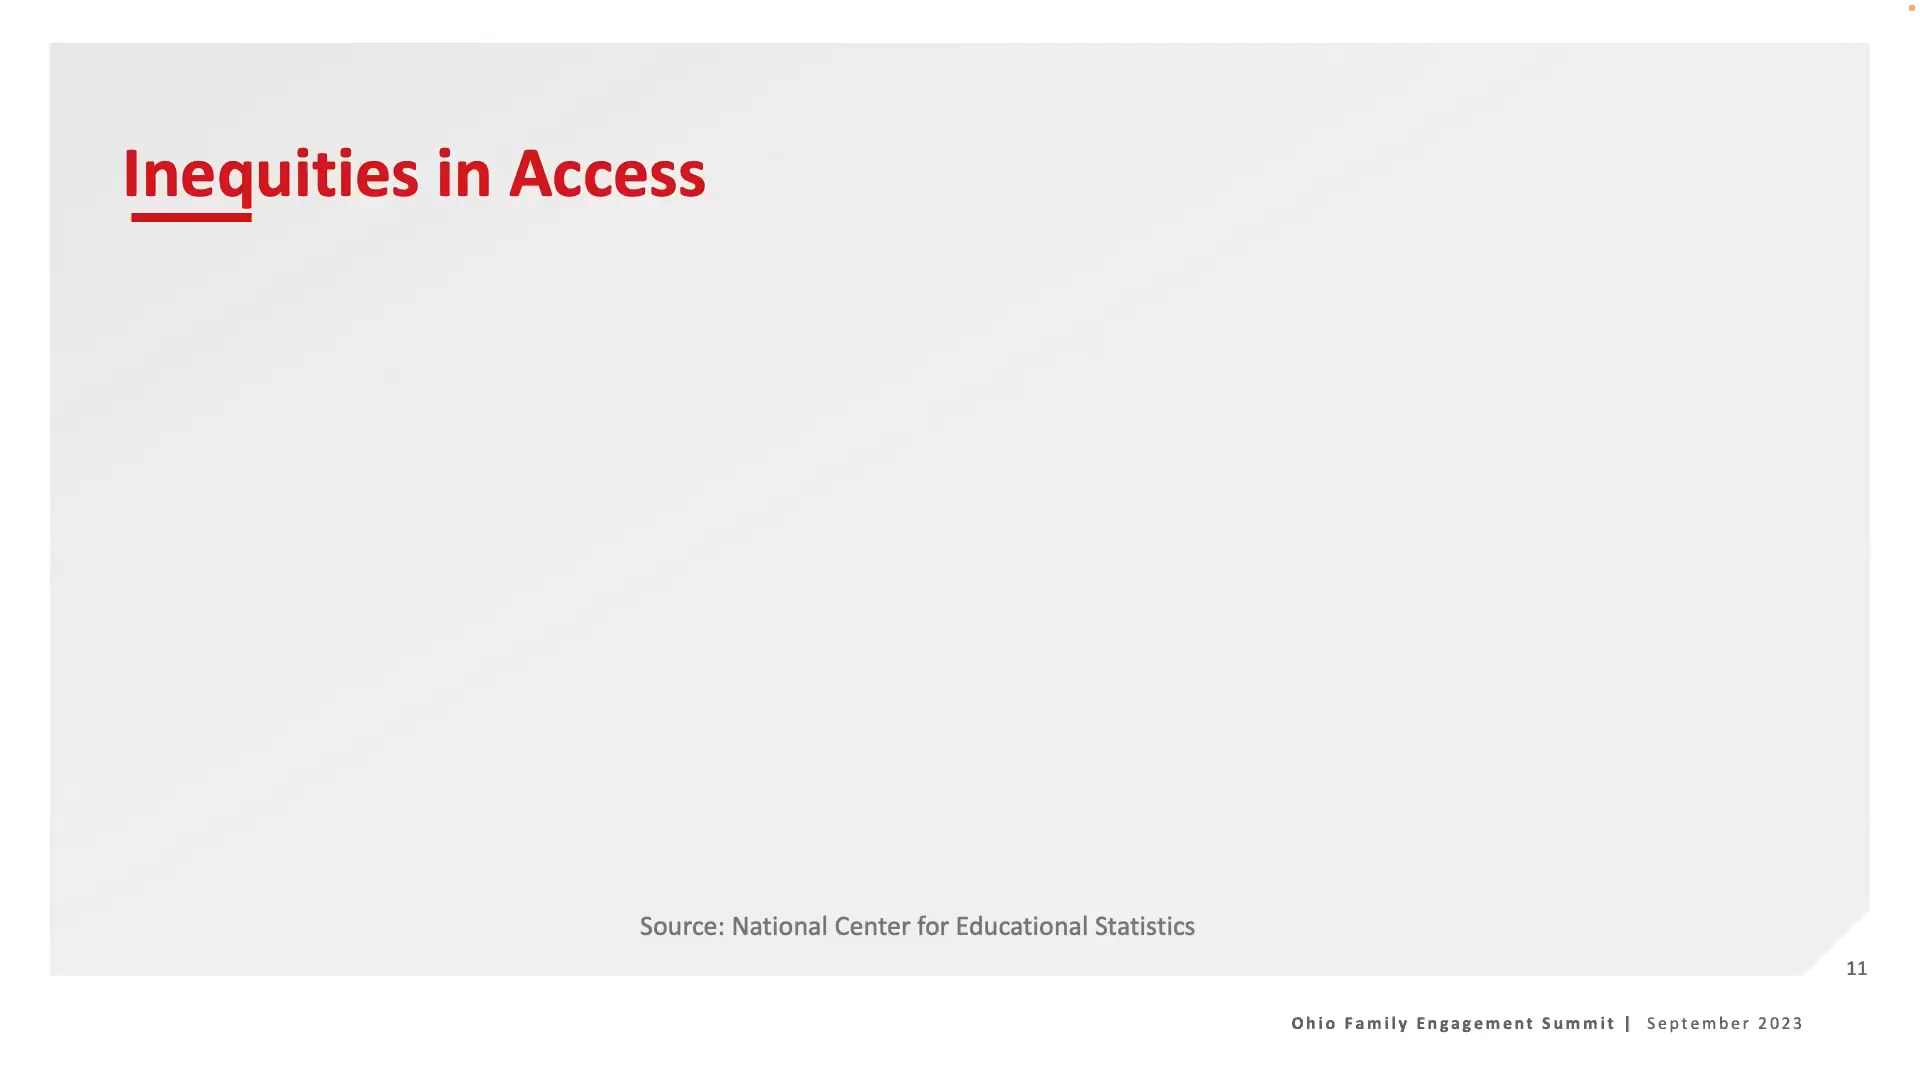 Inequities in Access
Source: National Center for Educational Statistics
11
Ohio Family Engagement Summit | September 2023